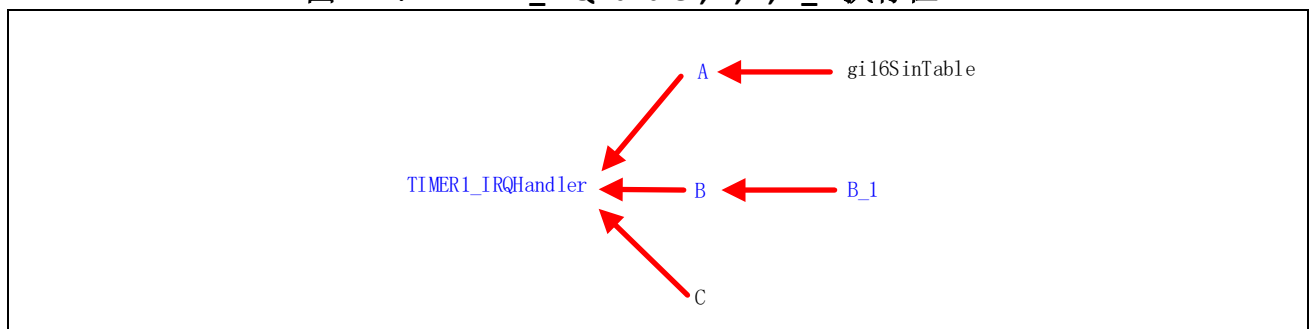 A
gi16SinTable
TIMER1_IRQHandler
B
B_1
C